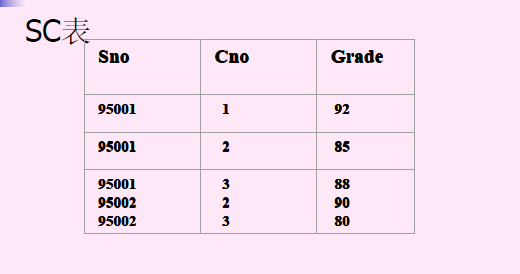 SC表
Sno Cno Grade
95001 1 92
95001 2 85
95001 3 88
95002 2 90
95002 3 80